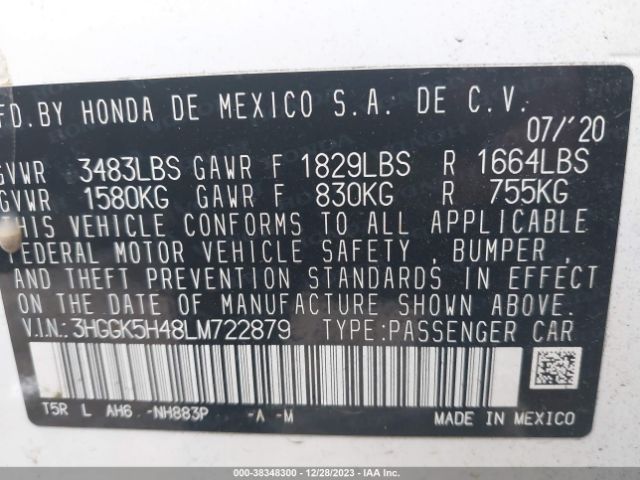 FD. BY HONDA DE MEXICO S.A. DE C.V.
07/'20
GVWR 3483LBS GAWR F 1829LBS R 1664LBS
GVWR 1580KG GAWR F 830KG R 755KG
THIS VEHICLE CONFORMS TO ALL APPLICABLE
FEDERAL MOTOR VEHICLE SAFETY , BUMPER ,
AND THEFT PREVENTION STANDARDS IN EFFECT
ON THE DATE OF MANUFACTURE SHOWN ABOVE.
V.I.N.:3HGGK5H48LM722879 TYPE:PASSENGER CAR
T5R L AH6 -NH883P -A -M
MADE IN MEXICO
000-38348300 - 12/28/2023 - IAA Inc.